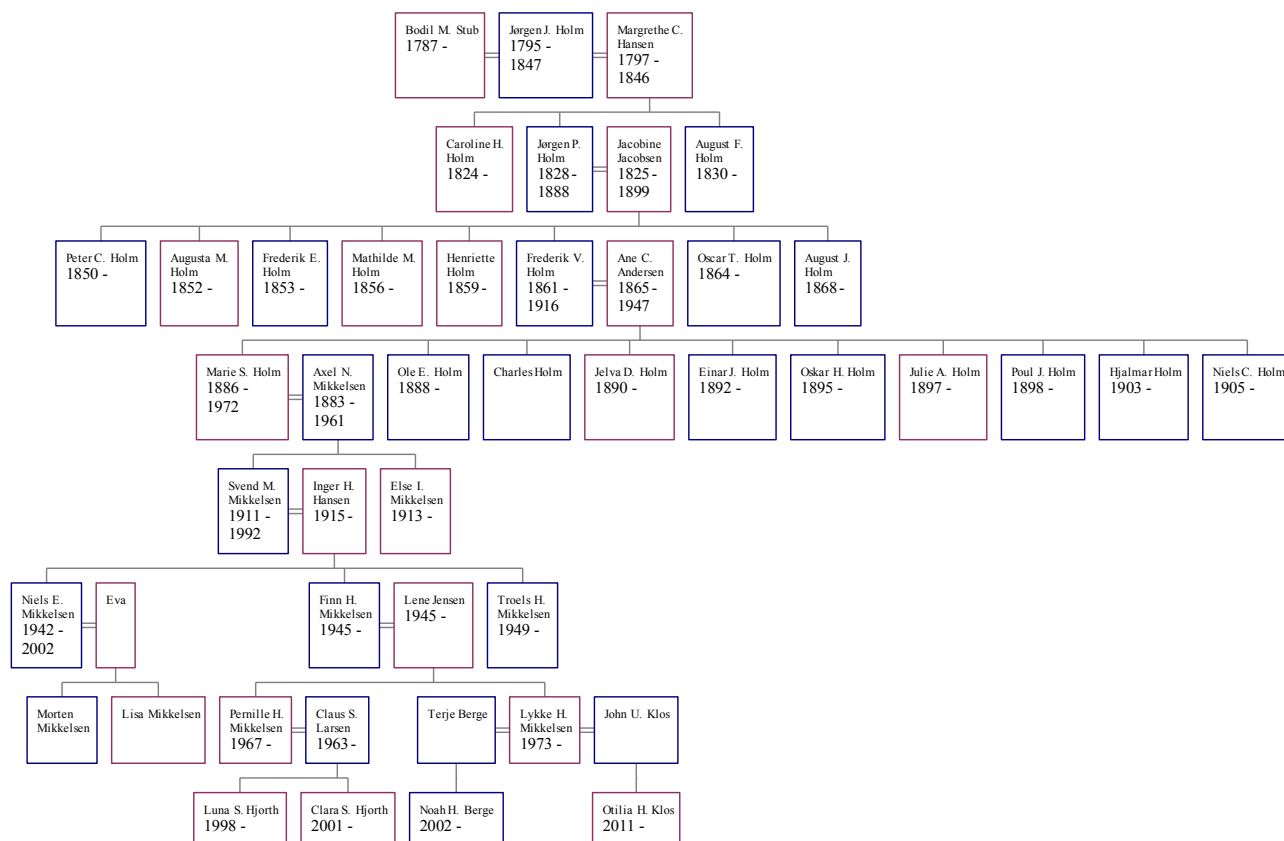 Bodil M. Stub
1787 -
Jørgen J. Holm
1795 -
1847
Margrethe C.
Hansen
1797 -
1846
Caroline H.
Holm
1824 -
Jørgen P.
Holm
1828 -
1888
Jacobine
Jacobsen
1825 -
1899
August F.
Holm
1830 -
Peter C. Holm
1850 -
Augusta M.
Holm
1852 -
Frederik E.
Holm
1853 -
Mathilde M.
Holm
1856 -
Henriette
Holm
1859 -
Frederik V.
Holm
1861 -
1916
Ane C.
Andersen
1865 -
1947
Oscar T. Holm
1864 -
August J.
Holm
1868 -
Marie S. Holm
1886 -
1972
Axel N.
Mikkelsen
1883 -
1961
Ole E. Holm
1888 -
Charles Holm
Jelva D. Holm
1890 -
Einar J. Holm
1892 -
Oskar H. Holm
1895 -
Julie A. Holm
1897 -
Poul J. Holm
1898 -
Hjalmar Holm
1903 -
Niels C. Holm
1905 -
Svend M.
Mikkelsen
1911 -
1992
Inger H.
Hansen
1915 -
Else I.
Mikkelsen
1913 -
Niels E.
Mikkelsen
1942 -
2002
Eva
Finn H.
Mikkelsen
1945 -
Lene Jensen
1945 -
Troels H.
Mikkelsen
1949 -
Morten
Mikkelsen
Lisa Mikkelsen
Pernille H.
Mikkelsen
1967 -
Claus S.
Larsen
1963 -
Terje Berge
Lykke H.
Mikkelsen
1973 -
John U. Klos
Luna S. Hjorth
1998 -
Clara S. Hjorth
2001 -
Noah H. Berge
2002 -
Otilia H. Klos
2011 -